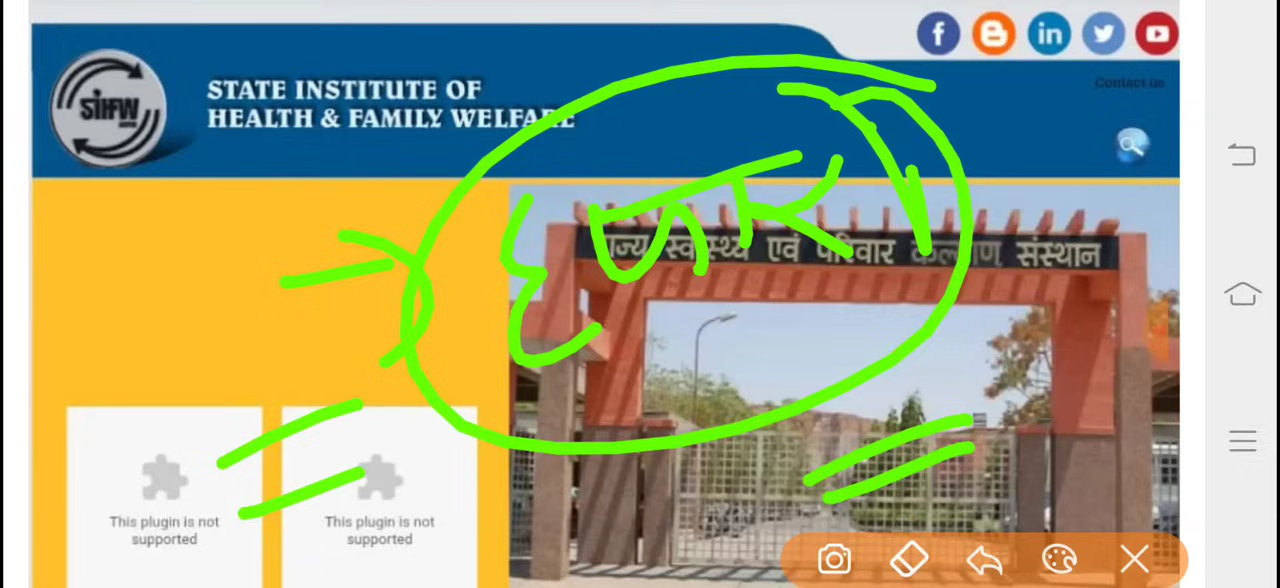 Contact us
SiHFW
STATE INSTITUTE OF
HEALTH & FAMILY WELFARE
राज्य स्वास्थ्य एवं परिवार कल्याण संस्थान
This plugin is not
supported
This plugin is not
supported